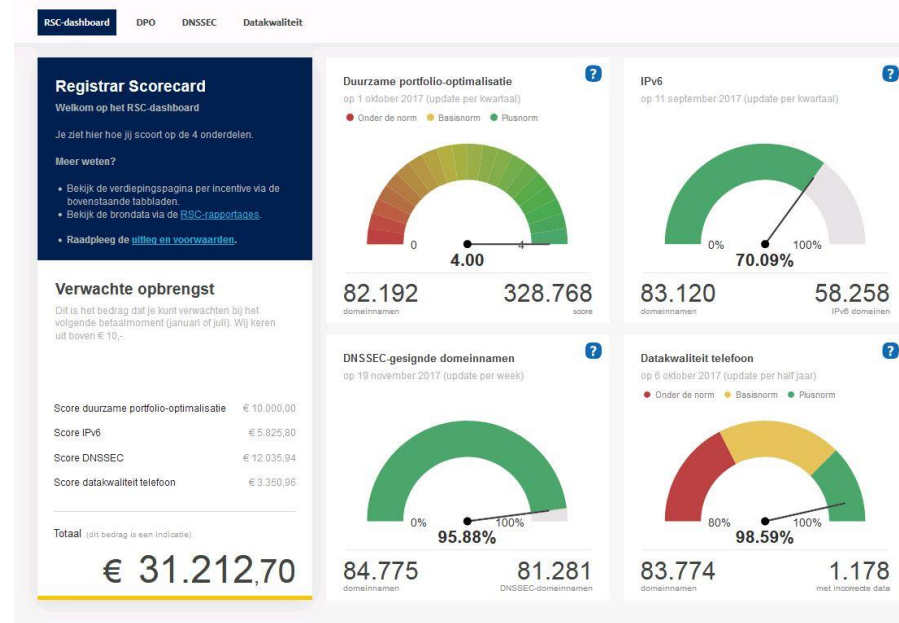 RSC-dashboard DPO DNSSEC Datakwaliteit
Registrar Scorecard
Welkom op het RSC-dashboard
Je ziet hier hoe jij scoort op de 4 onderdelen.
Meer weten?
• Bekijk de verdiepingspagina per incentive via de
bovenstaande tabbladen.
• Bekijk de brondata via de RSC-rapportages.
• Raadpleeg de uitleg en voorwaarden.
Verwachte opbrengst
Dit is het bedrag dat je kunt verwachten bij het
volgende betaalmoment (januari of juli). Wij keren
uit boven € 10,-.
Score duurzame portfolio-optimalisatie € 10.000,00
Score IPv6 € 5.825,80
Score DNSSEC € 12.035,94
Score datakwaliteit telefoon € 3.350,96
Totaal (dit bedrag is een indicatie)
€ 31.212,70
Duurzame portfolio-optimalisatie ?
op 1 oktober 2017 (update per kwartaal)
Onder de norm Basisnorm Plusnorm
0 4
4.00
82.192 328.768
domeinnamen score
IPv6 ?
op 11 september 2017 (update per kwartaal)
0% 100%
70.09%
83.120 58.258
domeinnamen IPv6 domeinen
DNSSEC-gesignde domeinnamen ?
op 19 november 2017 (update per week)
0% 100%
95.88%
84.775 81.281
domeinnamen DNSSEC-domeinnamen
Datakwaliteit telefoon ?
op 6 oktober 2017 (update per half jaar)
Onder de norm Basisnorm Plusnorm
80% 100%
98.59%
83.774 1.178
domeinnamen met incorrecte data